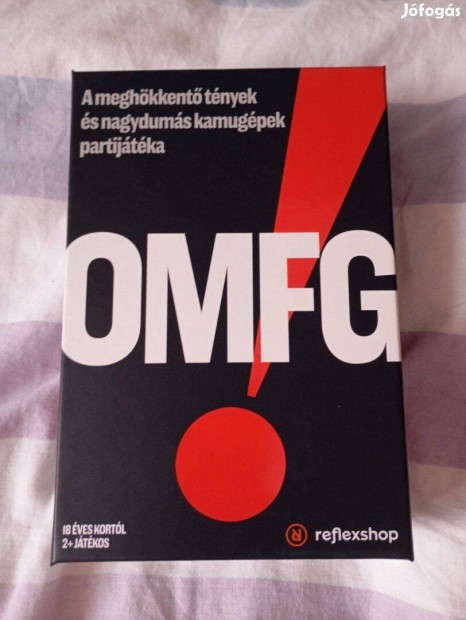 Jófogás
A meghökkentő tények
és nagydumás kamugépek
partijátéka
OMFG
18 ÉVES KORTÓL
2+ JÁTÉKOS
reflexshop